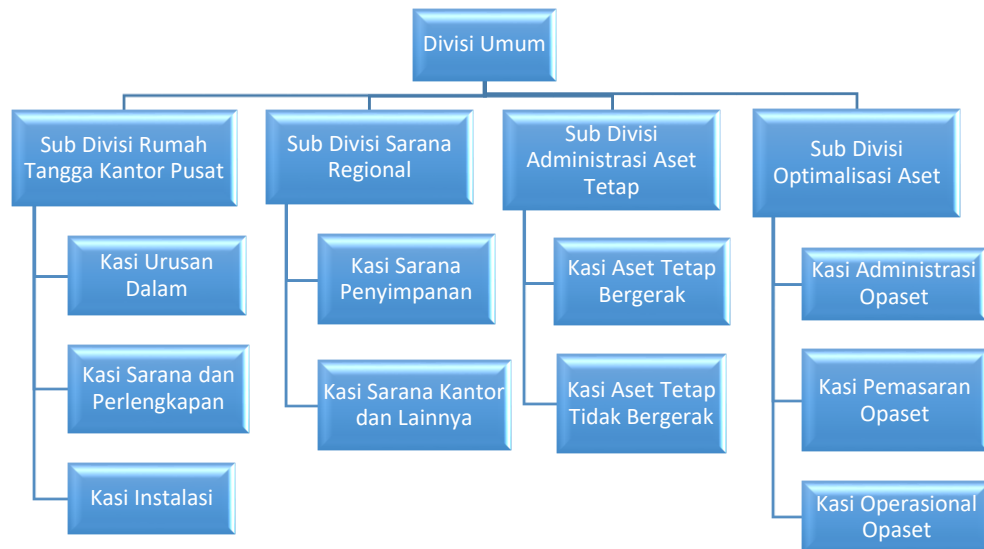 Divisi Umum
Sub Divisi Rumah
Tangga Kantor Pusat
Kasi Urusan
Dalam
Kasi Sarana dan
Perlengkapan
Kasi Instalasi
Sub Divisi Sarana
Regional
Kasi Sarana
Penyimpanan
Kasi Sarana Kantor
dan Lainnya
Sub Divisi
Administrasi Aset
Tetap
Kasi Aset Tetap
Bergerak
Kasi Aset Tetap
Tidak Bergerak
Sub Divisi
Optimalisasi Aset
Kasi Administrasi
Opaset
Kasi Pemasaran
Opaset
Kasi Operasional
Opaset